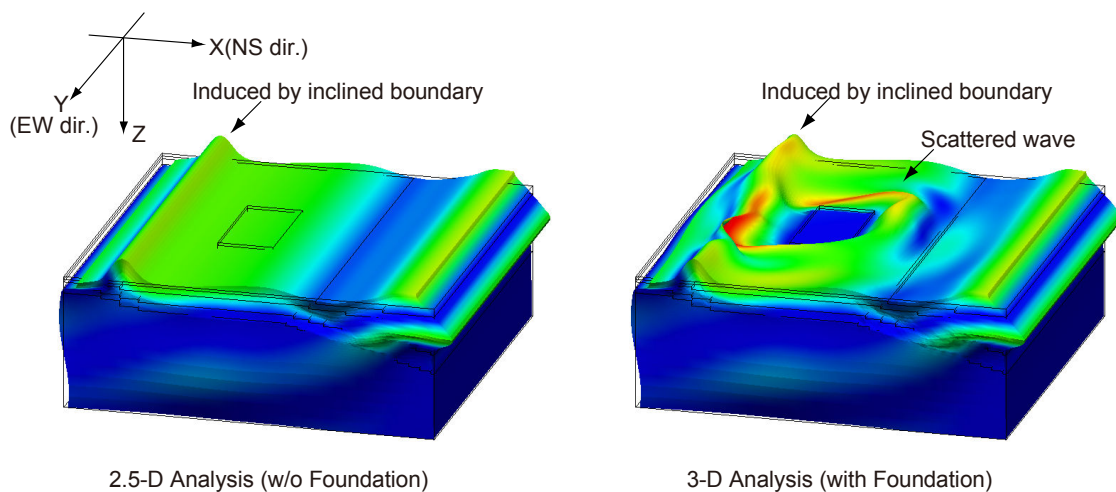 X(NS dir.)
Y
(EW dir.)
Z
Induced by inclined boundary
Induced by inclined boundary
Scattered wave
2.5-D Analysis (w/o Foundation)
3-D Analysis (with Foundation)